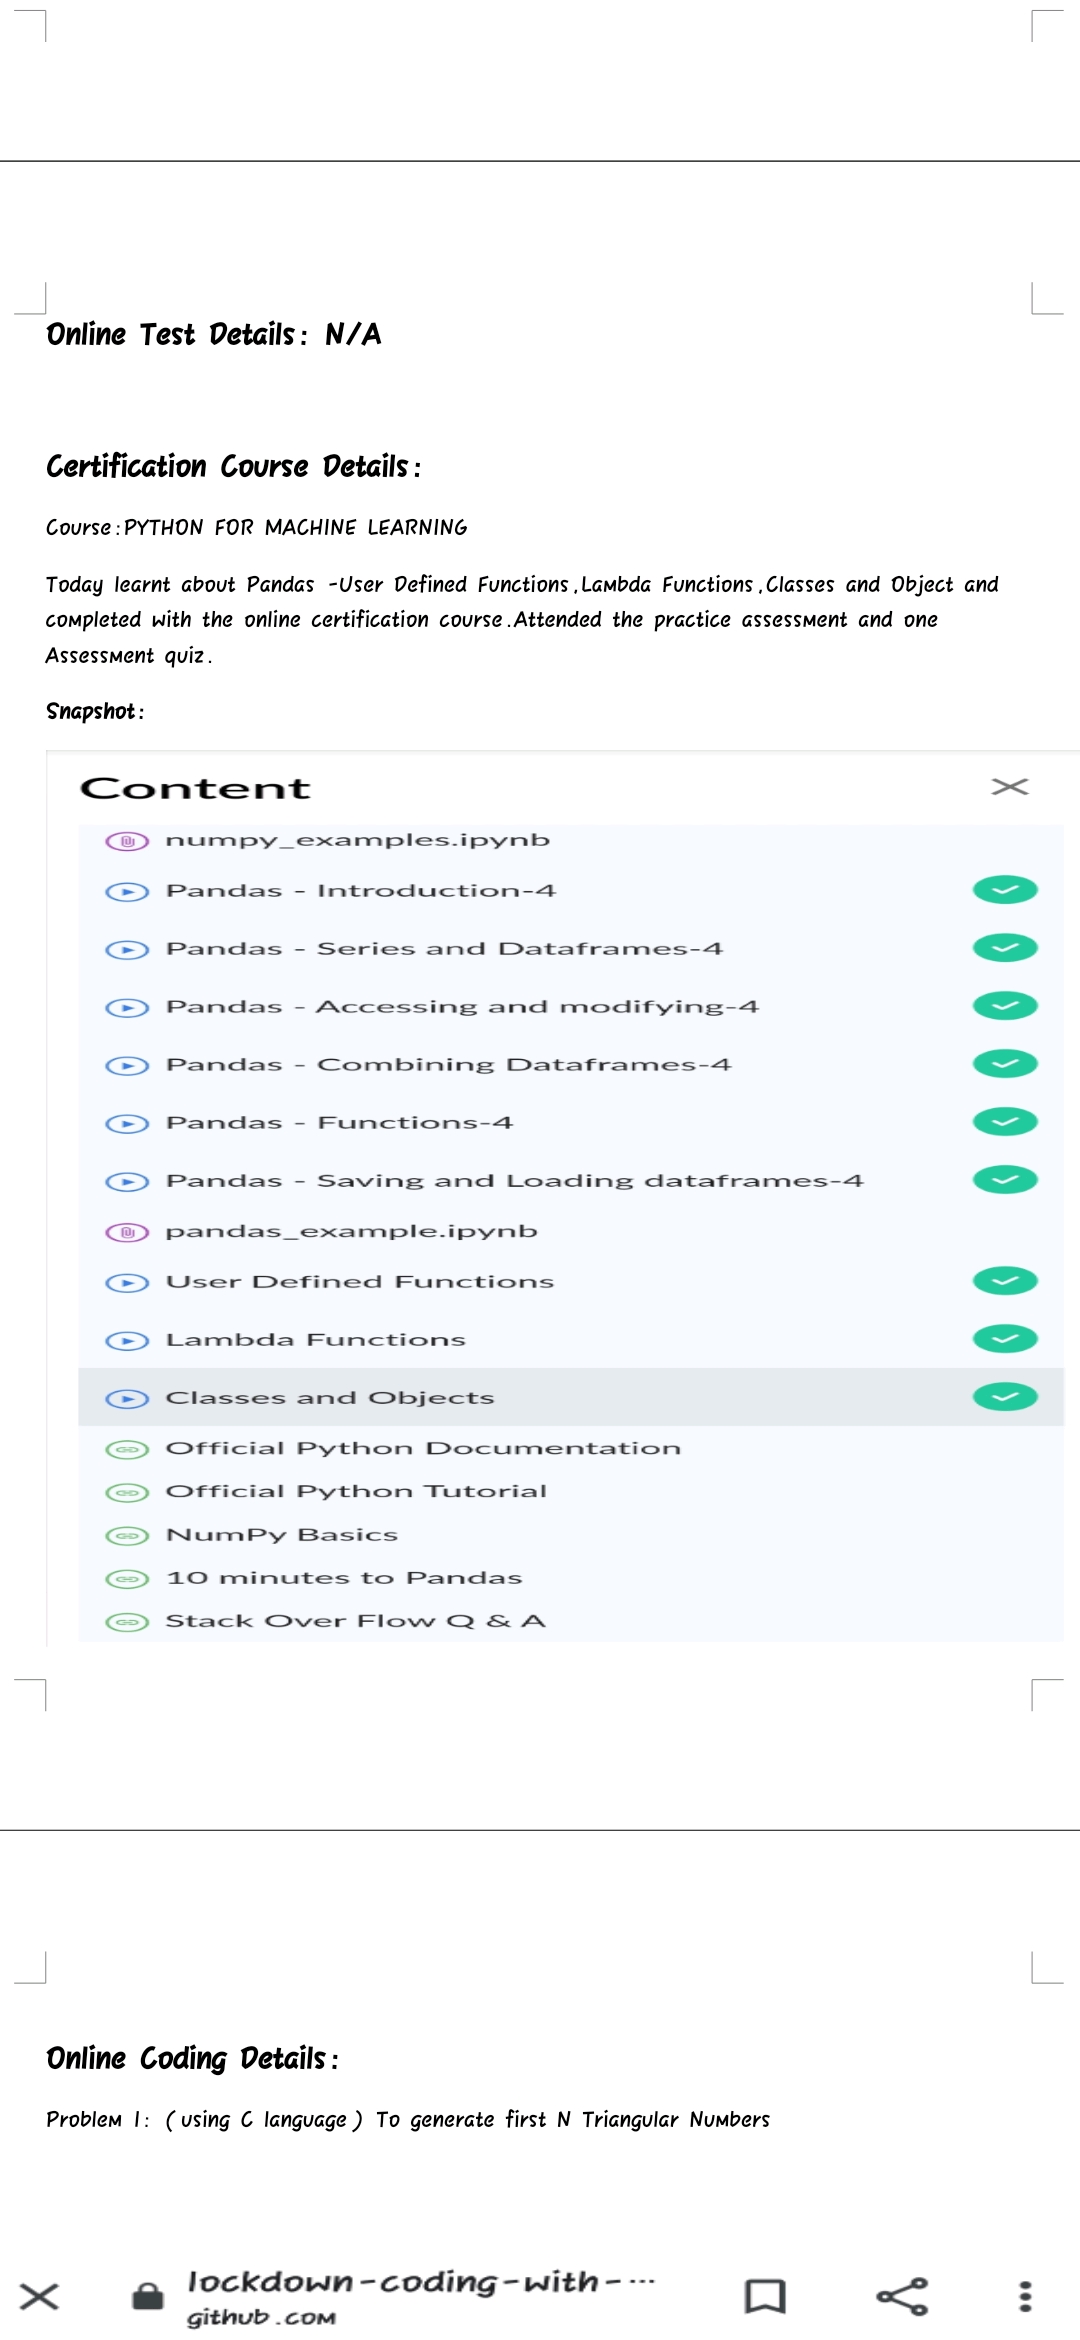 Online Test Details: N/A
Certification Course Details:
Course:PYTHON FOR MACHINE LEARNING
Today learnt about Pandas -User Defined Functions,Lambda Functions,Classes and Object and
completed with the online certification course.Attended the practice assessment and one
Assessment quiz.
Snapshot:
Content
numpy_examples.ipynb
Pandas - Introduction-4
Pandas - Series and Dataframes-4
Pandas - Accessing and modifying-4
Pandas - Combining Dataframes-4
Pandas - Functions-4
Pandas - Saving and Loading dataframes-4
pandas_example.ipynb
User Defined Functions
Lambda Functions
Classes and Objects
Official Python Documentation
Official Python Tutorial
NumPy Basics
10 minutes to Pandas
Stack Over Flow Q & A
Online Coding Details:
Problem 1: (using C language) To generate first N Triangular Numbers
lockdown-coding-with-...
github.com